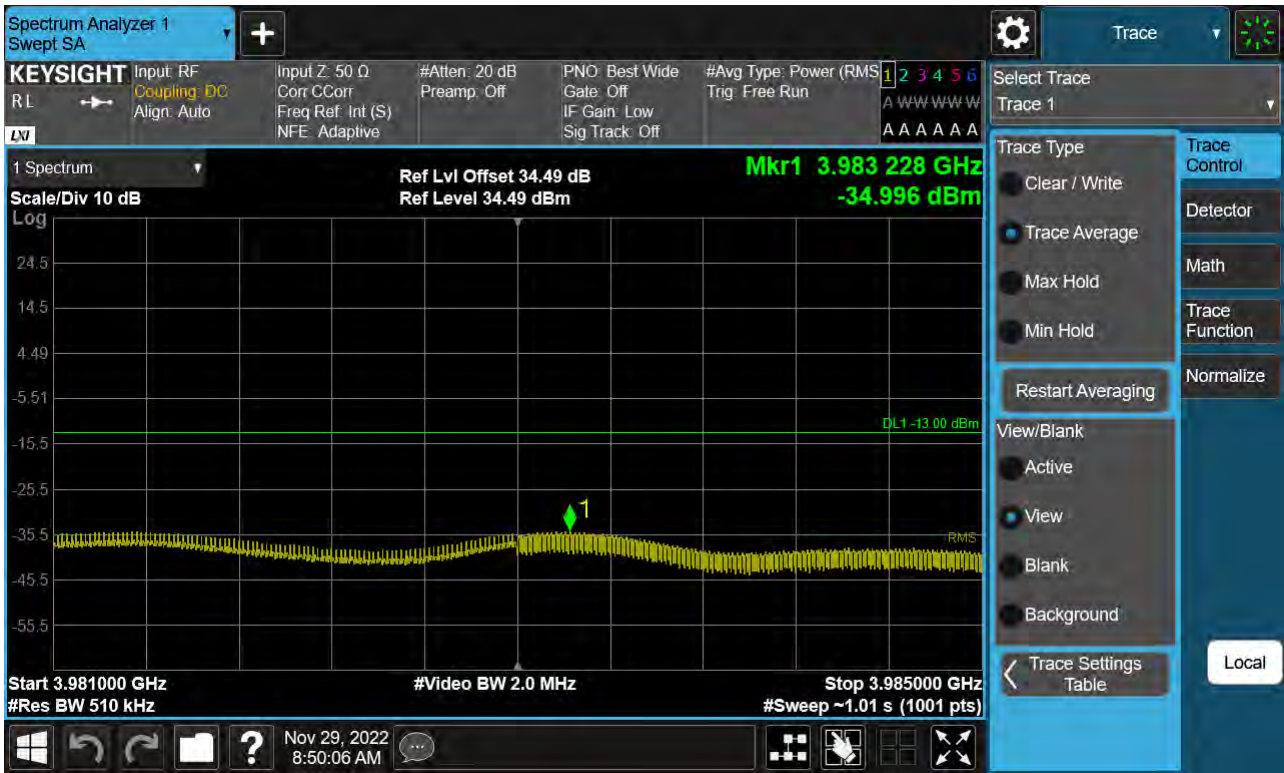 Spectrum Analyzer 1
Swept SA
+
Trace
KEYSIGHT
RL
LXI
Input: RF
Coupling: DC
Align: Auto
Input Z: 50 Ω
Corr CCorr
Freq Ref: Int (S)
NFE: Adaptive
#Atten: 20 dB
Preamp: Off
PNO: Best Wide
Gate: Off
IF Gain: Low
Sig Track: Off
#Avg Type: Power (RMS
Trig: Free Run
1 2 3 4 5 6
A W W W W W
A A A A A A
Select Trace
Trace 1
1 Spectrum
Scale/Div 10 dB
Log
Ref Lvl Offset 34.49 dB
Ref Level 34.49 dBm
Mkr1 3.983 228 GHz
-34.996 dBm
24.5
14.5
4.49
-5.51
-15.5
-25.5
-35.5
-45.5
-55.5
DL1 -13.00 dBm
1
RMS
Start 3.981000 GHz
#Res BW 510 kHz
#Video BW 2.0 MHz
Stop 3.985000 GHz
#Sweep ~1.01 s (1001 pts)
Trace Type
Clear / Write
Trace Average
Max Hold
Min Hold
Restart Averaging
View/Blank
Active
View
Blank
Background
Trace Settings
Table
Trace
Control
Detector
Math
Trace
Function
Normalize
Local
?
Nov 29, 2022
8:50:06 AM